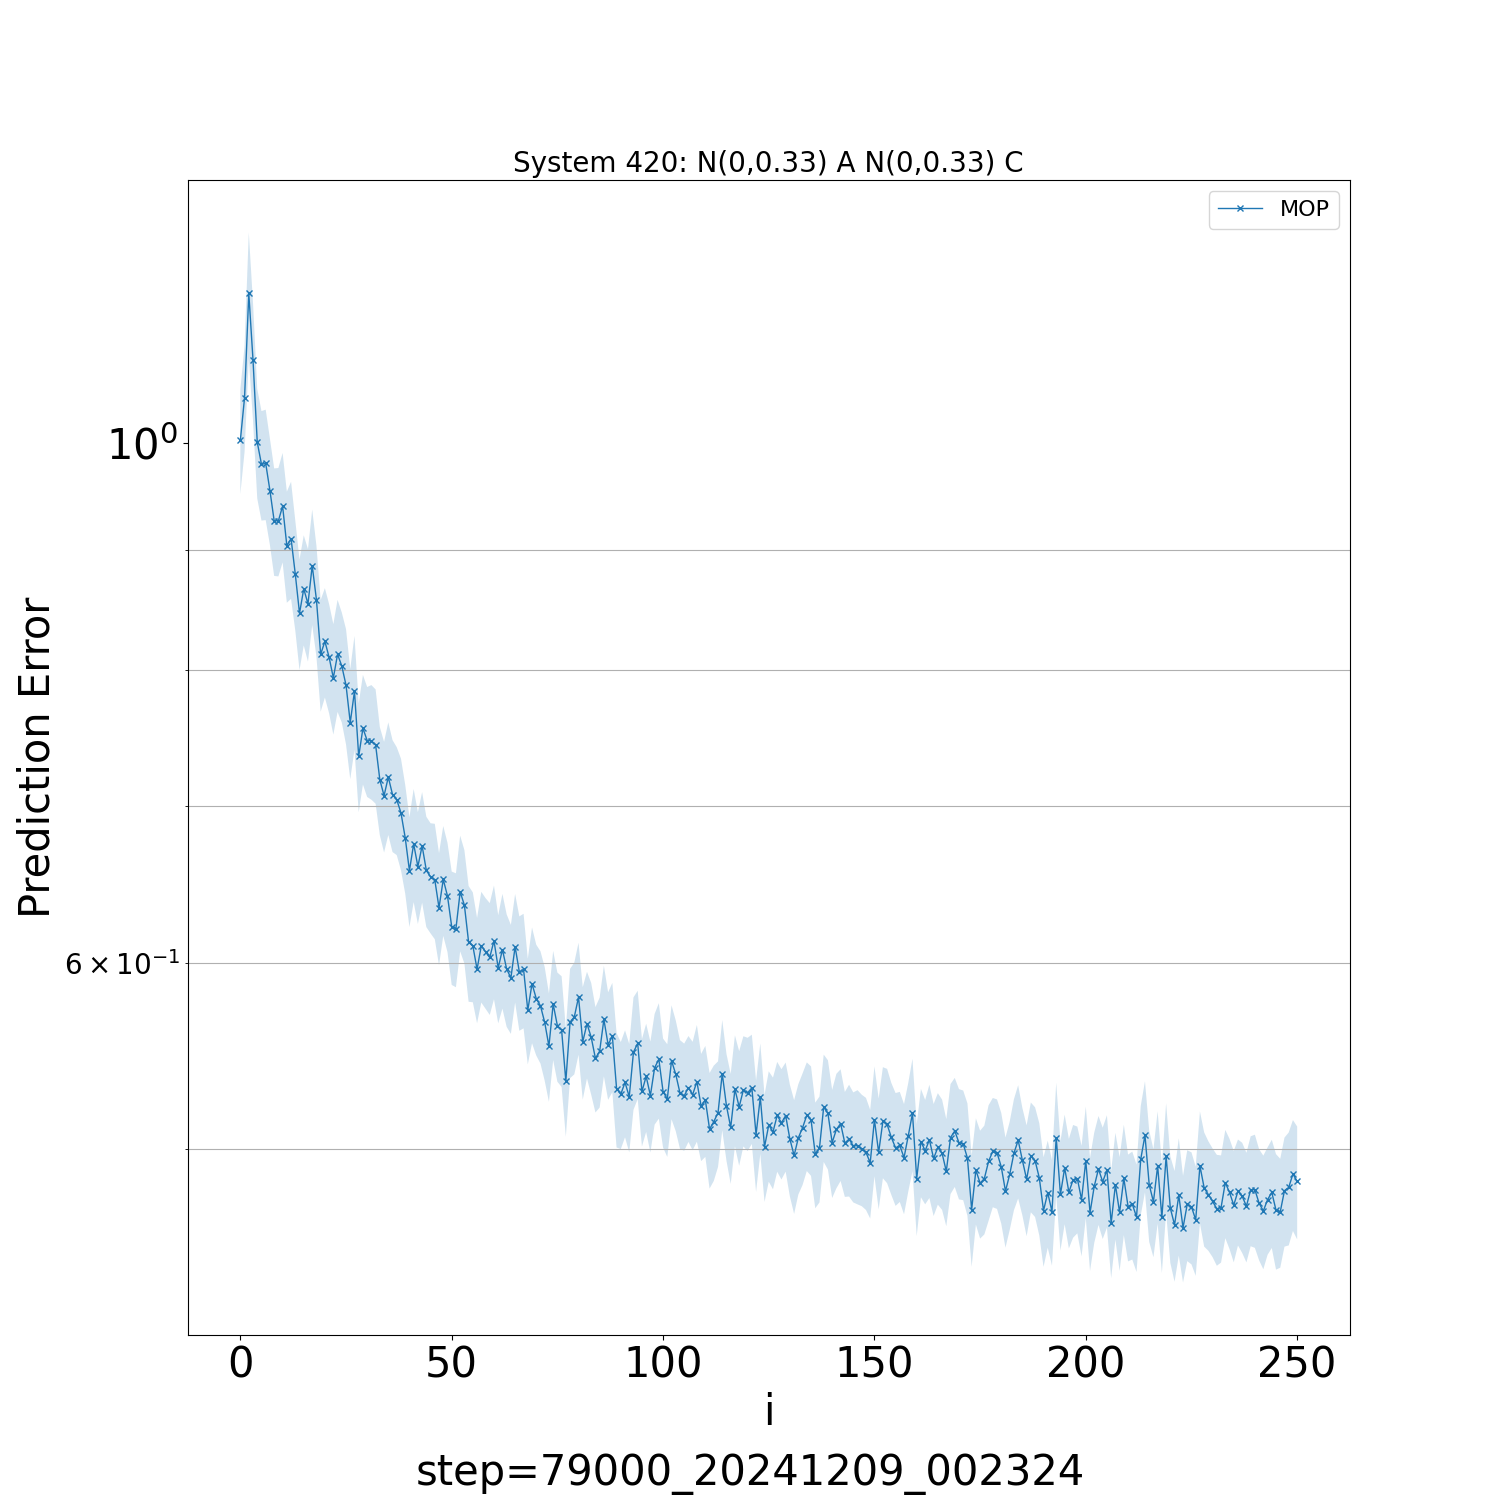 System 420: N(0,0.33) A N(0,0.33) C
MOP
10⁰
6 × 10⁻¹
Prediction Error
0 50 100 150 200 250
i
step=79000_20241209_002324